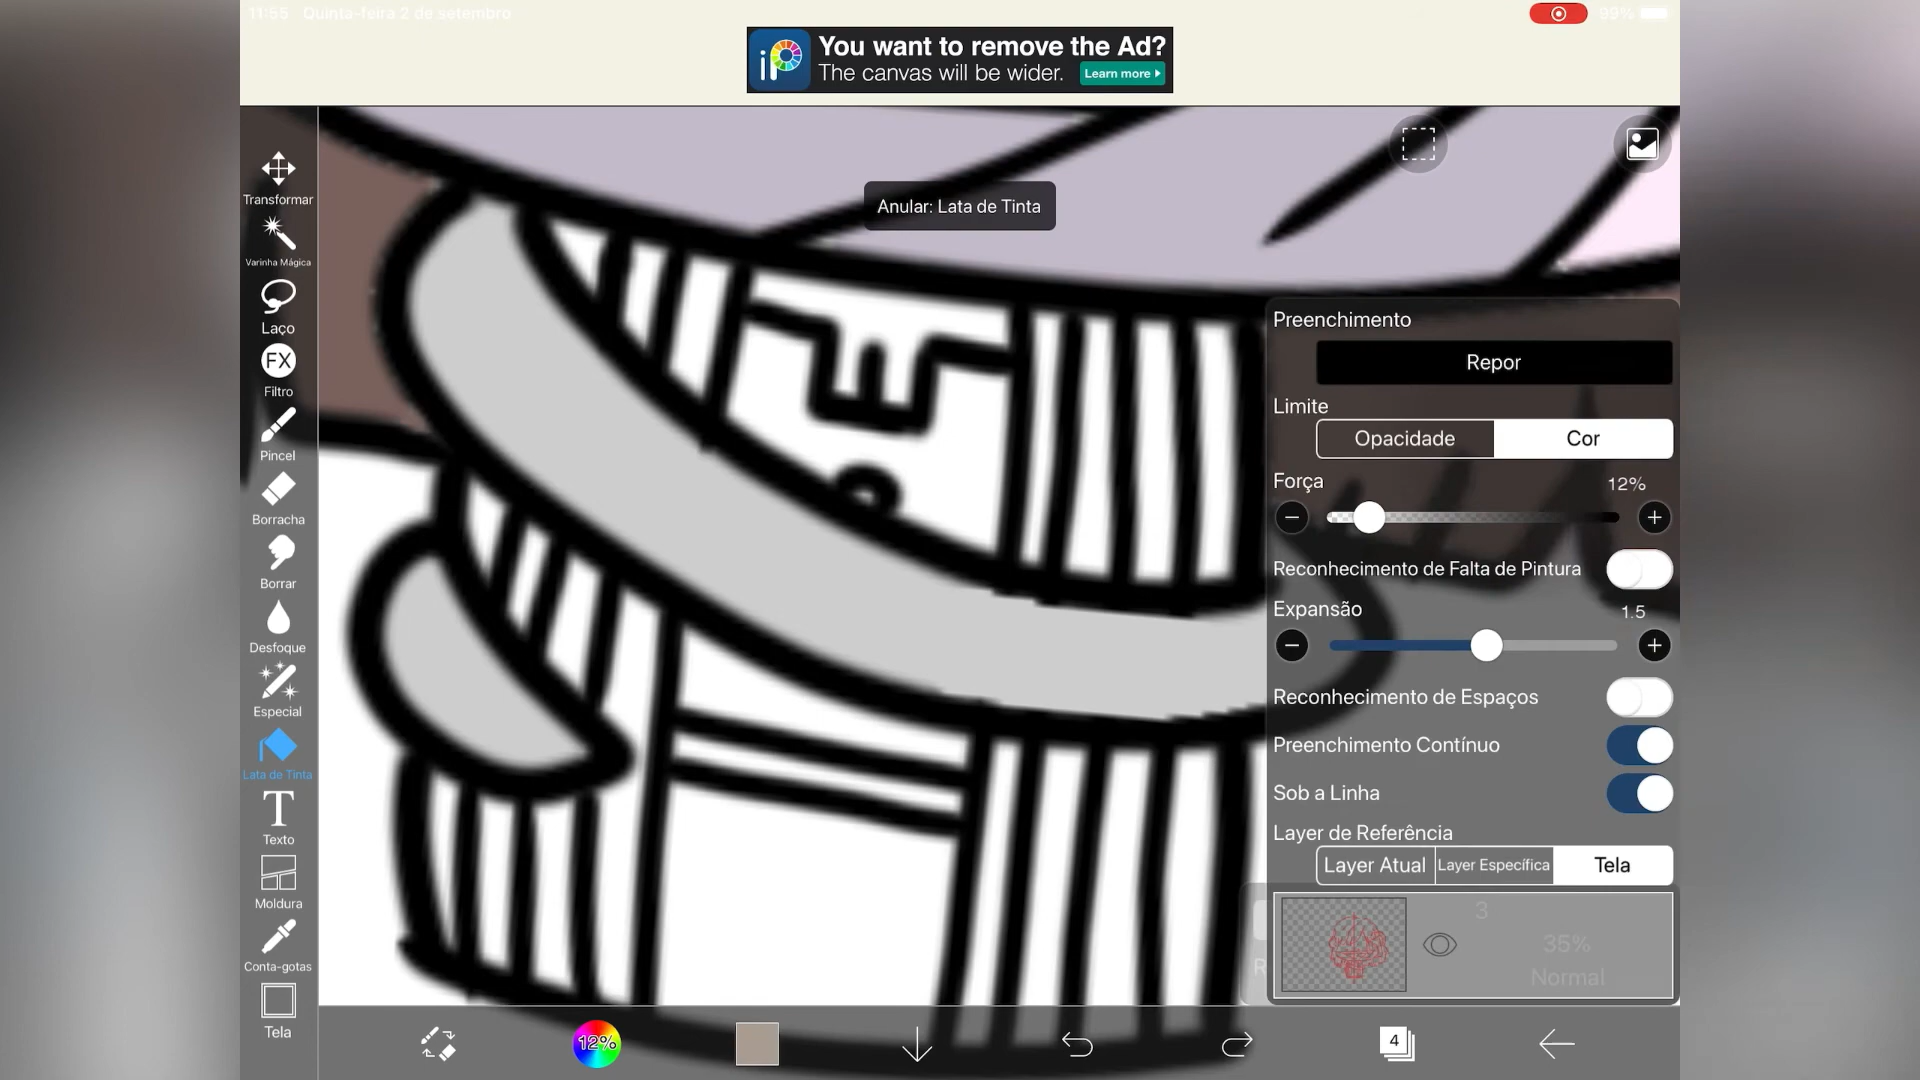 11:55 Quinta-feira 2 de setembro
99%
You want to remove the Ad?
The canvas will be wider.
Learn more
iP
Anular: Lata de Tinta
Transformar
Varinha Mágica
Laço
FX
Filtro
Pincel
Borracha
Borrar
Desfoque
Especial
Lata de Tinta
T
Texto
Moldura
Conta-gotas
Tela
Preenchimento
Repor
Limite
Opacidade Cor
Força 12%
Reconhecimento de Falta de Pintura
Expansão 1.5
Reconhecimento de Espaços
Preenchimento Contínuo
Sob a Linha
Layer de Referência
Layer Atual Layer Específica Tela
3
35%
Normal
12%
4